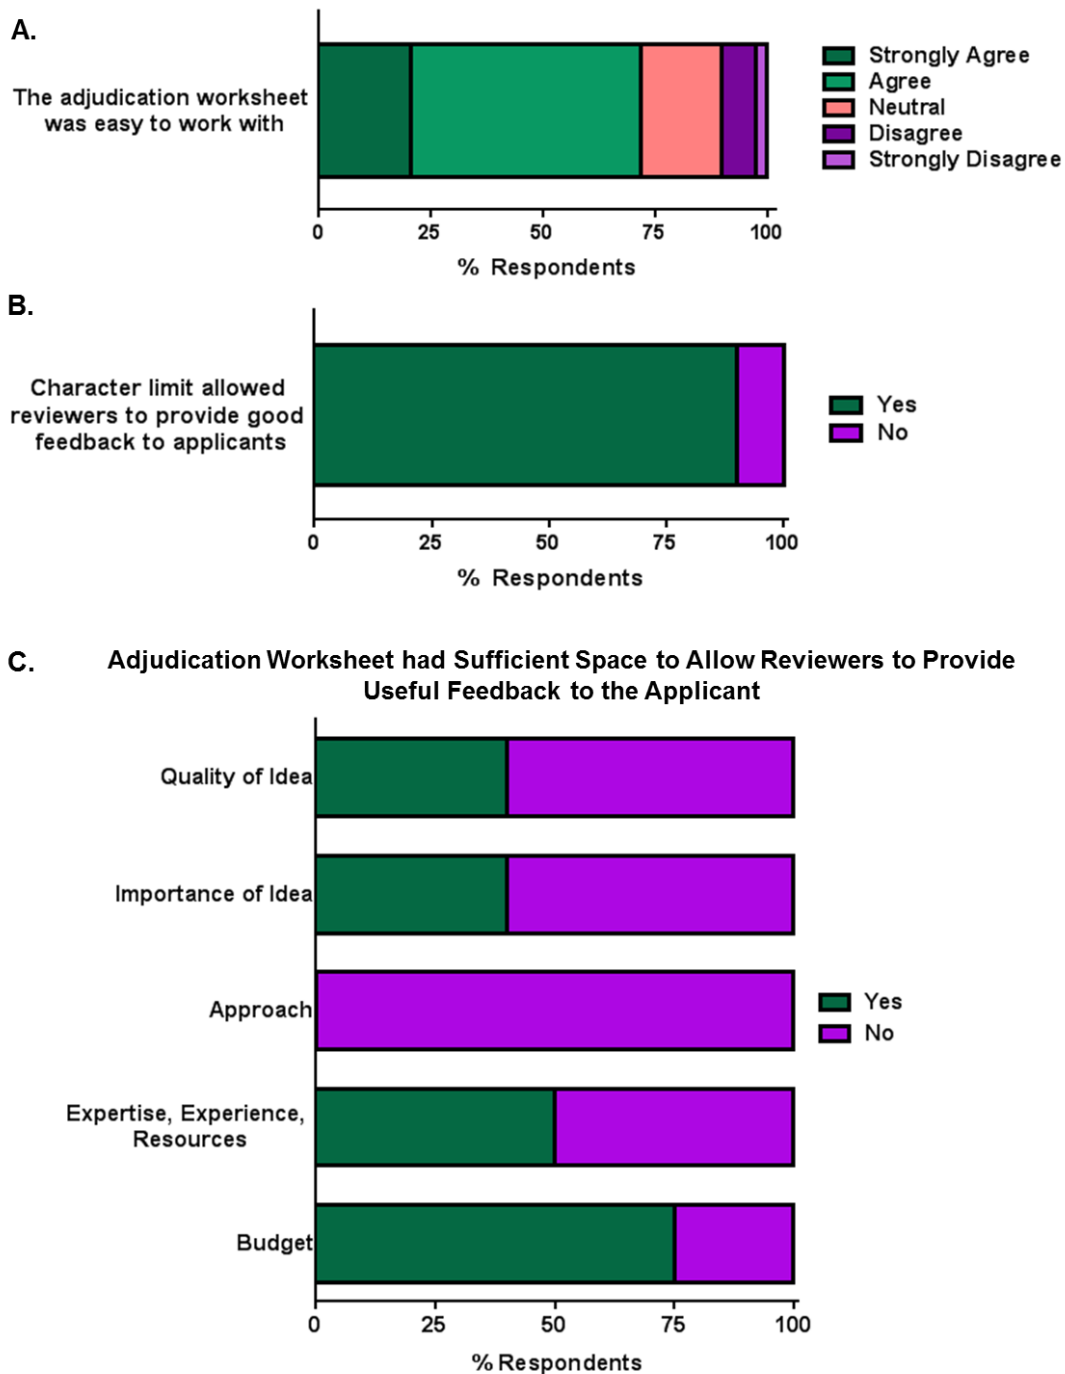 A.
The adjudication worksheet
was easy to work with
Strongly Agree
Agree
Neutral
Disagree
Strongly Disagree
0 25 50 75 100
% Respondents
B.
Character limit allowed
reviewers to provide good
feedback to applicants
Yes
No
0 25 50 75 100
% Respondents
C.
Adjudication Worksheet had Sufficient Space to Allow Reviewers to Provide
Useful Feedback to the Applicant
Quality of Idea
Importance of Idea
Approach
Expertise, Experience,
Resources
Budget
Yes
No
0 25 50 75 100
% Respondents